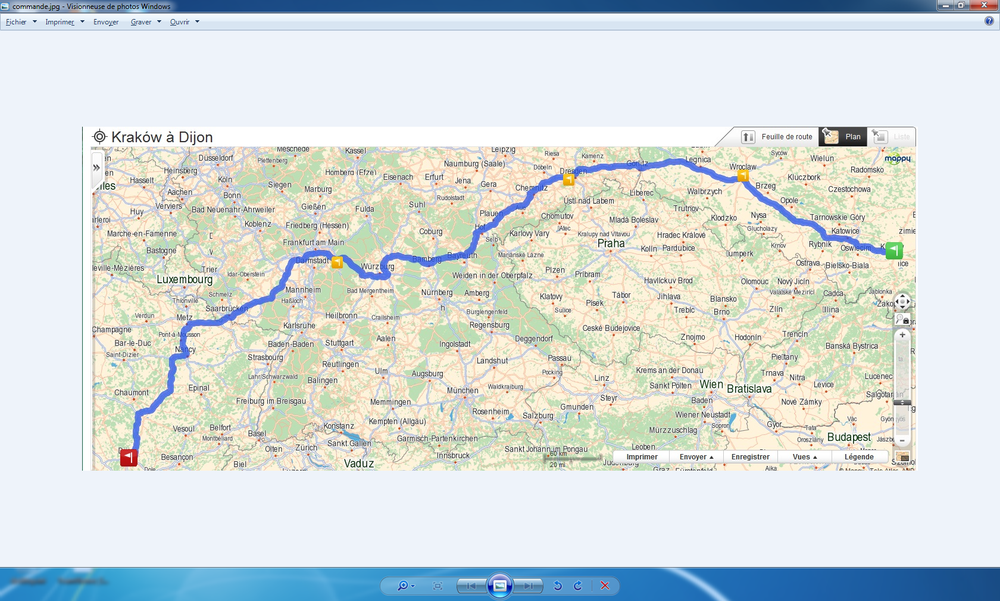 commande.jpg - Visionneuse de photos Windows
Fichier Imprimer Envoyer Graver Ouvrir
Kraków à Dijon
Feuille de route Plan Liste
mappy
Meschede Kassel Leipzig Riesa Kamenz Syców Wielun
Düsseldorf Plettenberg Naumburg (Saale) Döbeln Dresden Görlitz Legnica Wroclaw Radomsko
Heinsberg Homberg (Efze) Eisenach Erfurt Jena Kluczbork
Hasselt Köln Siegen Marburg Gera Chemnitz Brzeg Czestochowa
Aachen Bonn Rudolstadt Liberec Walbrzych
Verviers Bad Neuenahr-Ahrweiler Gießen Fulda Suhl Plauen Aue Ústí nad Labem Trutnov Opole
Huy Koblenz Friedberg (Hessen) Hof Chomutov Mladá Boleslav Klodzko Nysa Tarnowskie Góry
Marche-en-Famenne Coburg Selb Karlovy Vary Kralupy nad Vltavou Hradec Králové Glucholazy Katowice
Bastogne Frankfurt am Main Praha Kolín Pardubice Krnov Rybnik Oswiecim
Trier Darmstadt Würzburg Bamberg Bayreuth Mariánské Lázne Ostrava Bielsko-Biala
Luxembourg Idar-Oberstein Weiden in der Oberpfalz Plzen Príbram Havlíckuv Brod Olomouc Nový Jicín
Schmelz Mannheim Bad Mergentheim Nürnberg Amberg Klatovy Tábor Jihlava Blansko Cadca Jablonka
Thionville Haßloch Písek
Verdun Metz Saarbrücken Heilbronn Crailsheim Burglengenfeld Trebíc Brno Zlín
Champagne Karlsruhe Regensburg Ceské Budejovice
Pont-à-Mousson Aalen Deggendorf Znojmo Hodonín Trencín
Bar-le-Duc Nancy Baden-Baden Stuttgart Ingolstadt Banská Bystrica
Saint-Dizier Strasbourg Reutlingen Landshut Passau
Ulm Augsburg Pocking Krems an der Donau Trnava Nitra Lucenec
Lahr/Schwarzwald Balingen Linz Sankt Pölten Wien Bratislava Levice
Chaumont Epinal München Waldkraiburg Steyr
Freiburg im Breisgau Memmingen Rosenheim Salzburg Gmunden Baden Nové Zámky
Vesoul Belfort Konstanz Kempten (Allgäu) Wiener Neustadt Vác
Montbéliard Basel Sankt Gallen Garmisch-Partenkirchen Mürzzuschlag Sopron Gyor Tata
Olten Zürich Sankt Johann im Pongau Leoben Oroszlány Budapest
Besançon Biel Vaduz Innsbruck
Dole
60 km
20 mi
Imprimer Envoyer Enregistrer Vues Légende